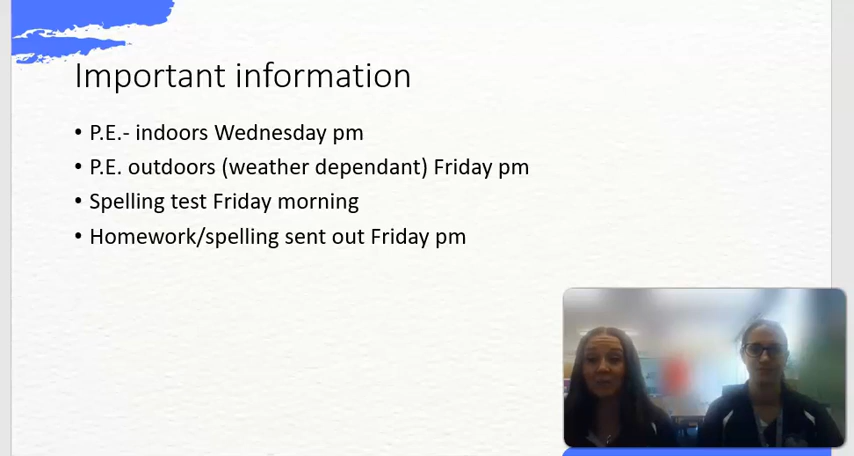 Important information
• P.E.- indoors Wednesday pm
• P.E. outdoors (weather dependant) Friday pm
• Spelling test Friday morning
• Homework/spelling sent out Friday pm